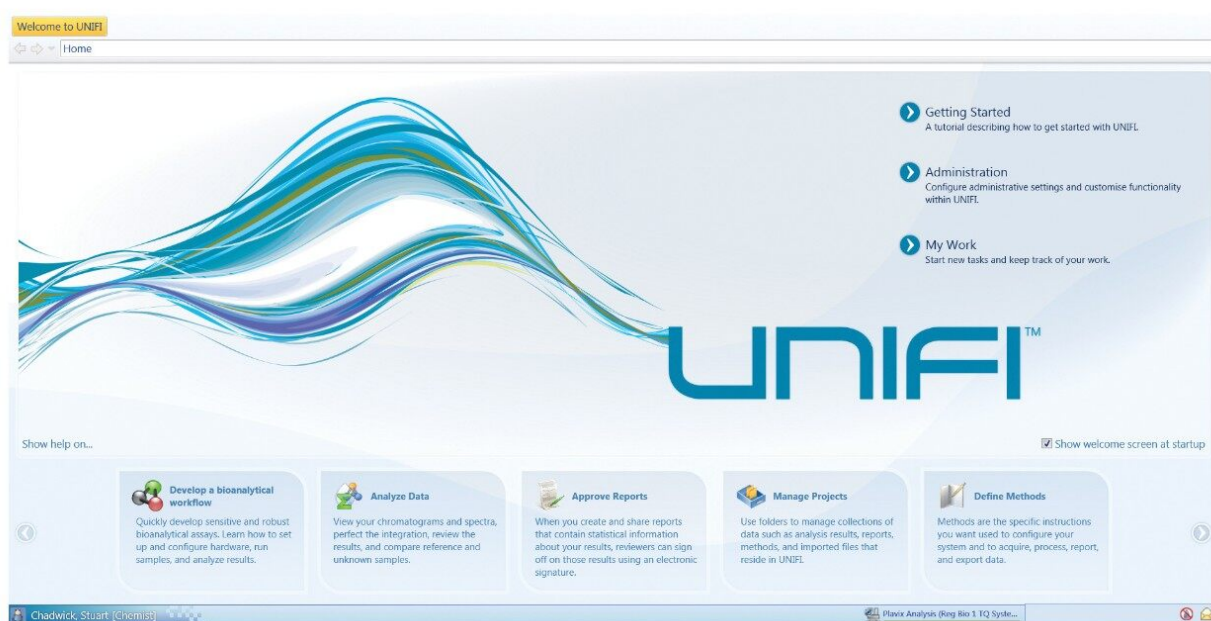 Welcome to UNIFI
Home
Getting Started
A tutorial describing how to get started with UNIFI.
Administration
Configure administrative settings and customise functionality
within UNIFI.
My Work
Start new tasks and keep track of your work.
UNIFI™
Show help on...
Show welcome screen at startup
Develop a bioanalytical
workflow
Quickly develop sensitive and robust
bioanalytical assays. Learn how to set
up and configure hardware, run
samples, and analyze results.
Analyze Data
View your chromatograms and spectra,
perfect the integration, review the
results, and compare reference and
unknown samples.
Approve Reports
When you create and share reports
that contain statistical information
about your results, reviewers can sign
off on those results using an electronic
signature.
Manage Projects
Use folders to manage collections of
data such as analysis results, reports,
methods, and imported files that
reside in UNIFI.
Define Methods
Methods are the specific instructions
you want used to configure your
system and to acquire, process, report,
and export data.
Chadwick, Stuart [Chemist]
Plavix Analysis (Reg Bio 1 TQ Syste...